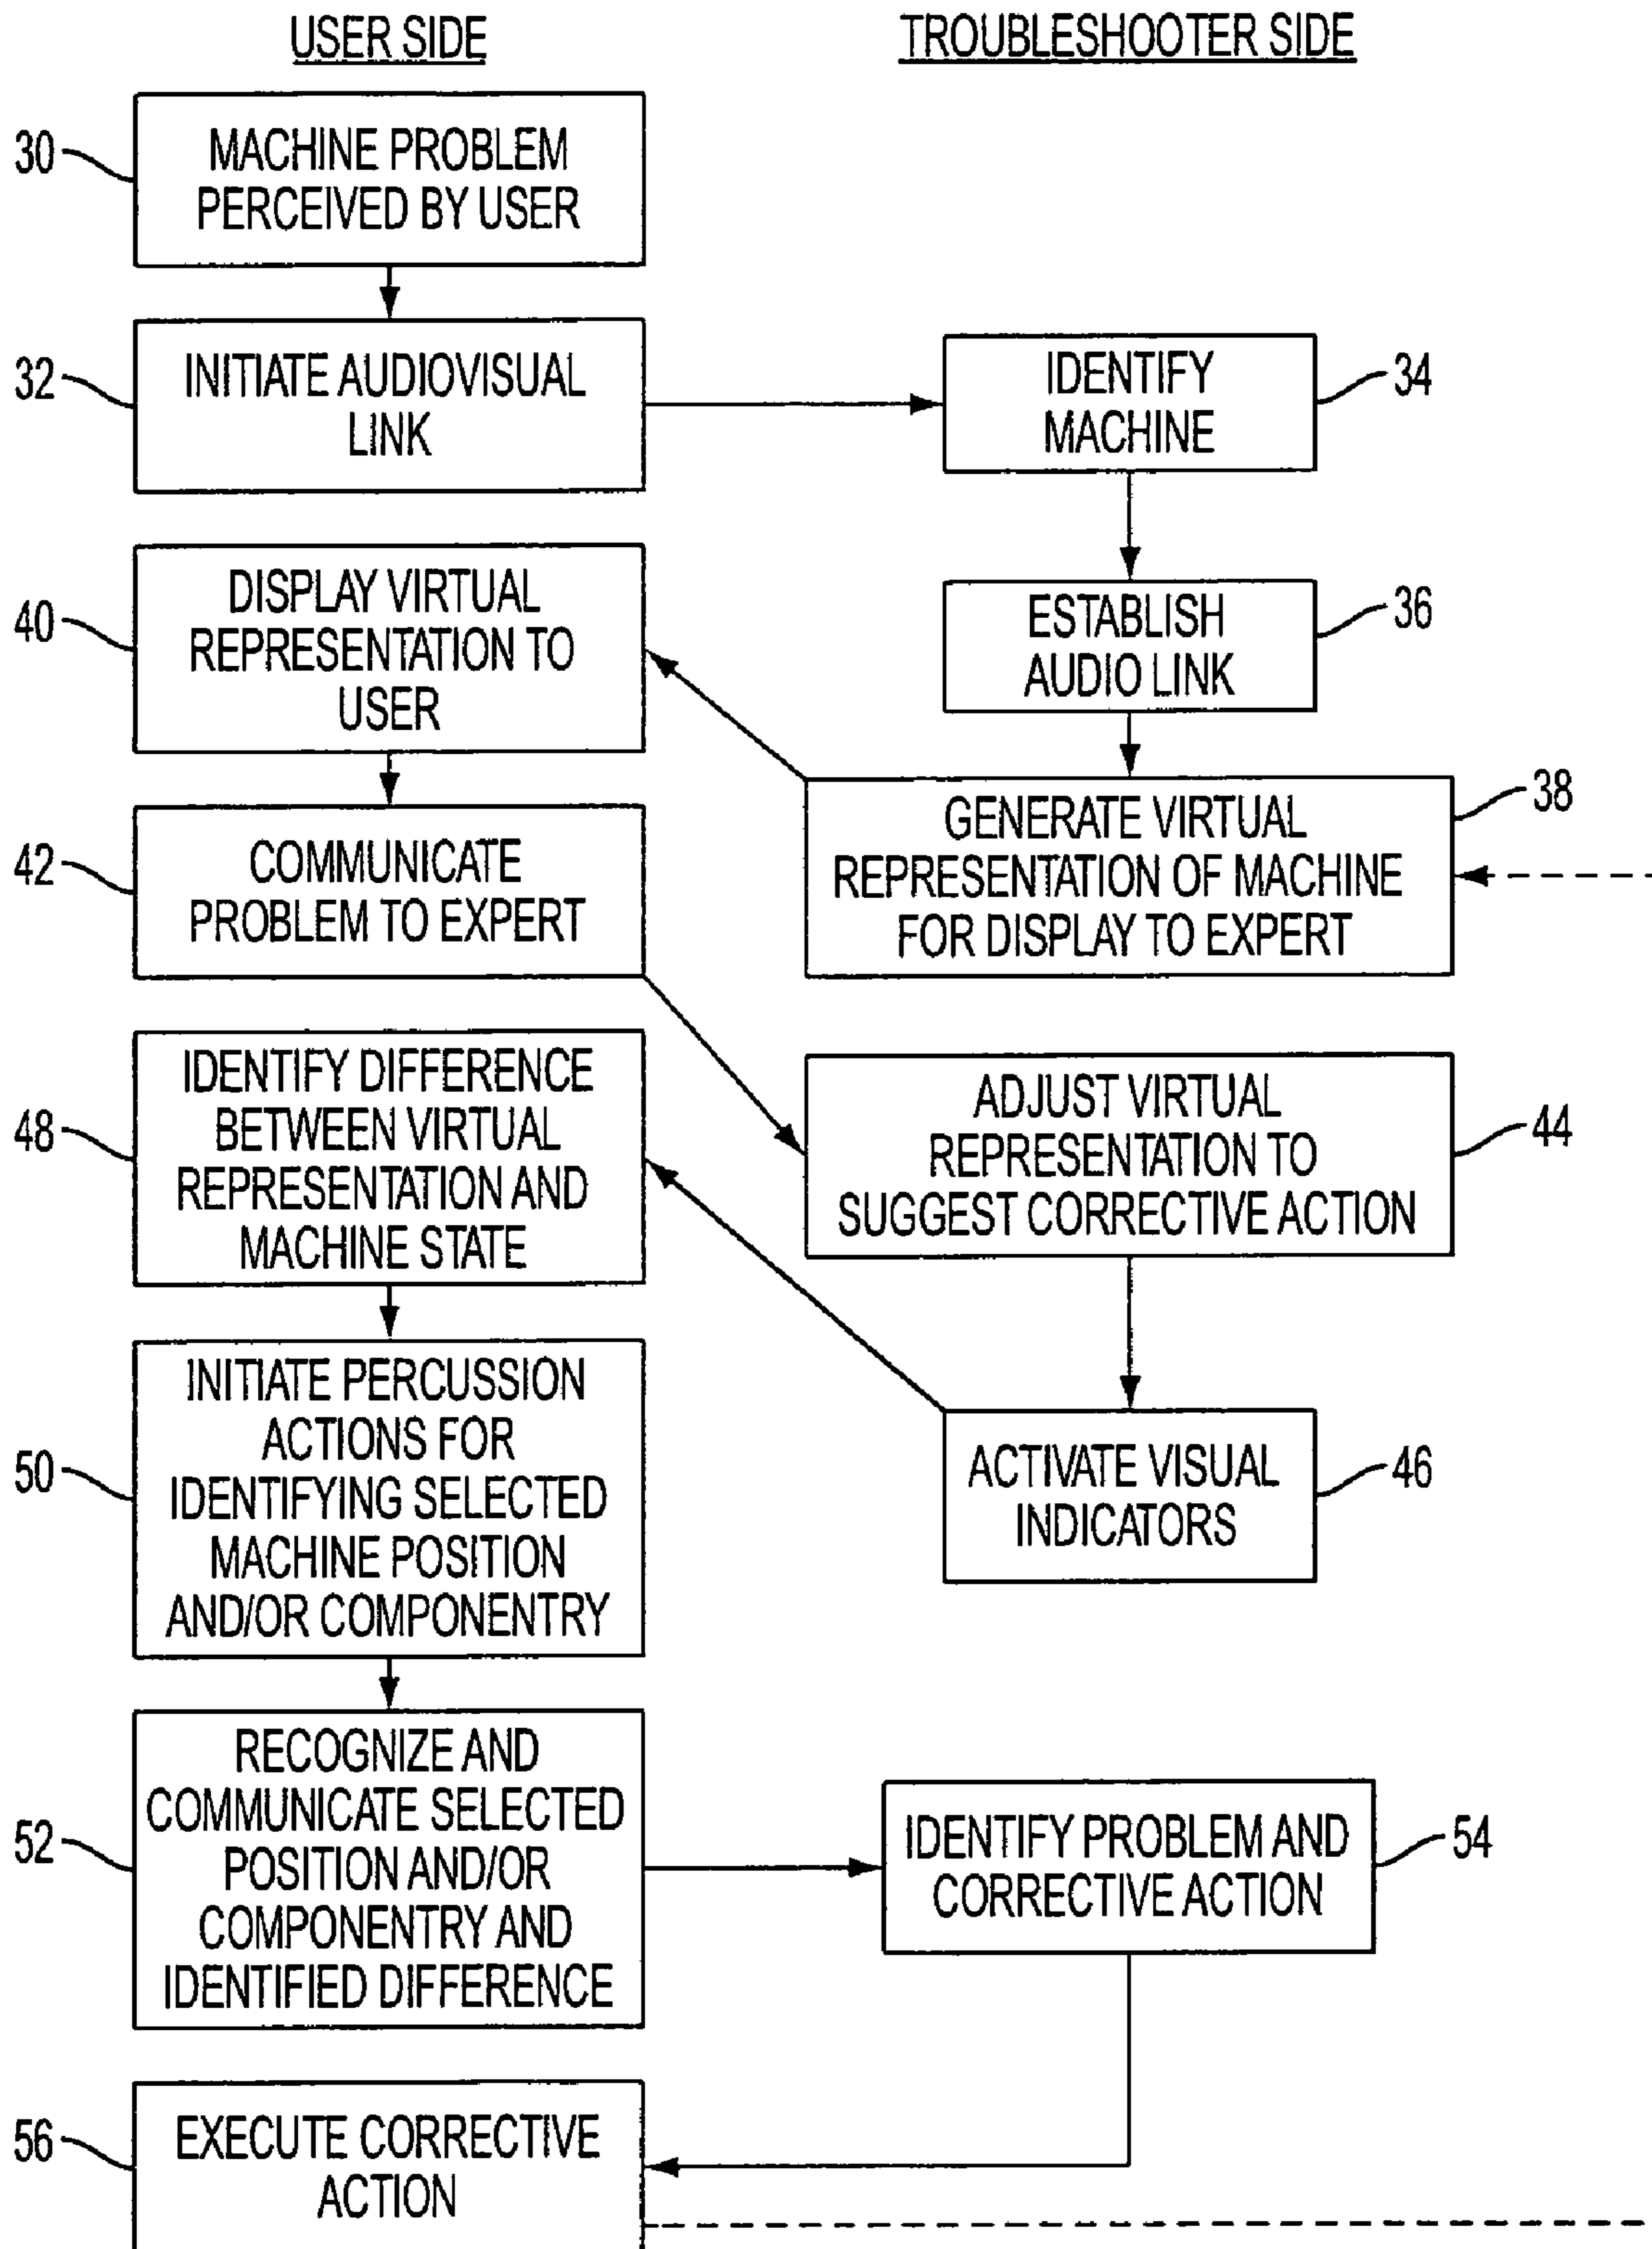 USER SIDE
TROUBLESHOOTER SIDE
30
MACHINE PROBLEM
PERCEIVED BY USER
32
INITIATE AUDIOVISUAL
LINK
IDENTIFY
MACHINE
34
ESTABLISH
AUDIO LINK
36
GENERATE VIRTUAL
REPRESENTATION OF MACHINE
FOR DISPLAY TO EXPERT
38
40
DISPLAY VIRTUAL
REPRESENTATION TO
USER
42
COMMUNICATE
PROBLEM TO EXPERT
ADJUST VIRTUAL
REPRESENTATION TO
SUGGEST CORRECTIVE ACTION
44
ACTIVATE VISUAL
INDICATORS
46
48
IDENTIFY DIFFERENCE
BETWEEN VIRTUAL
REPRESENTATION AND
MACHINE STATE
50
INITIATE PERCUSSION
ACTIONS FOR
IDENTIFYING SELECTED
MACHINE POSITION
AND/OR COMPONENTRY
52
RECOGNIZE AND
COMMUNICATE SELECTED
POSITION AND/OR
COMPONENTRY AND
IDENTIFIED DIFFERENCE
IDENTIFY PROBLEM AND
CORRECTIVE ACTION
54
56
EXECUTE CORRECTIVE
ACTION